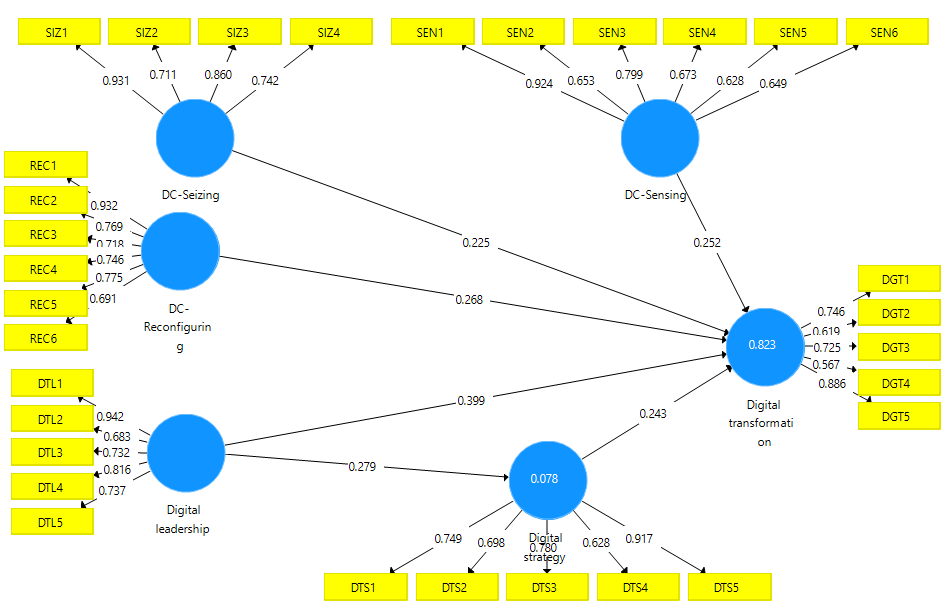 SIZ1 SIZ2 SIZ3 SIZ4 SEN1 SEN2 SEN3 SEN4 SEN5 SEN6
0.931 0.711 0.860 0.742 0.924 0.653 0.799 0.673 0.628 0.649
DC-Seizing DC-Sensing
REC1
REC2
REC3
REC4
REC5
REC6
0.932
0.769
0.718
0.746
0.775
0.691
DC-
Reconfigurin
g
0.225
0.252
0.268
0.399
0.279
0.243
DTL1
DTL2
DTL3
DTL4
DTL5
0.942
0.683
0.732
0.816
0.737
Digital
leadership
0.823
Digital
transformati
on
0.746
0.619
0.725
0.567
0.886
DGT1
DGT2
DGT3
DGT4
DGT5
0.078
Digital
strategy
0.749 0.698 0.780 0.628 0.917
DTS1 DTS2 DTS3 DTS4 DTS5